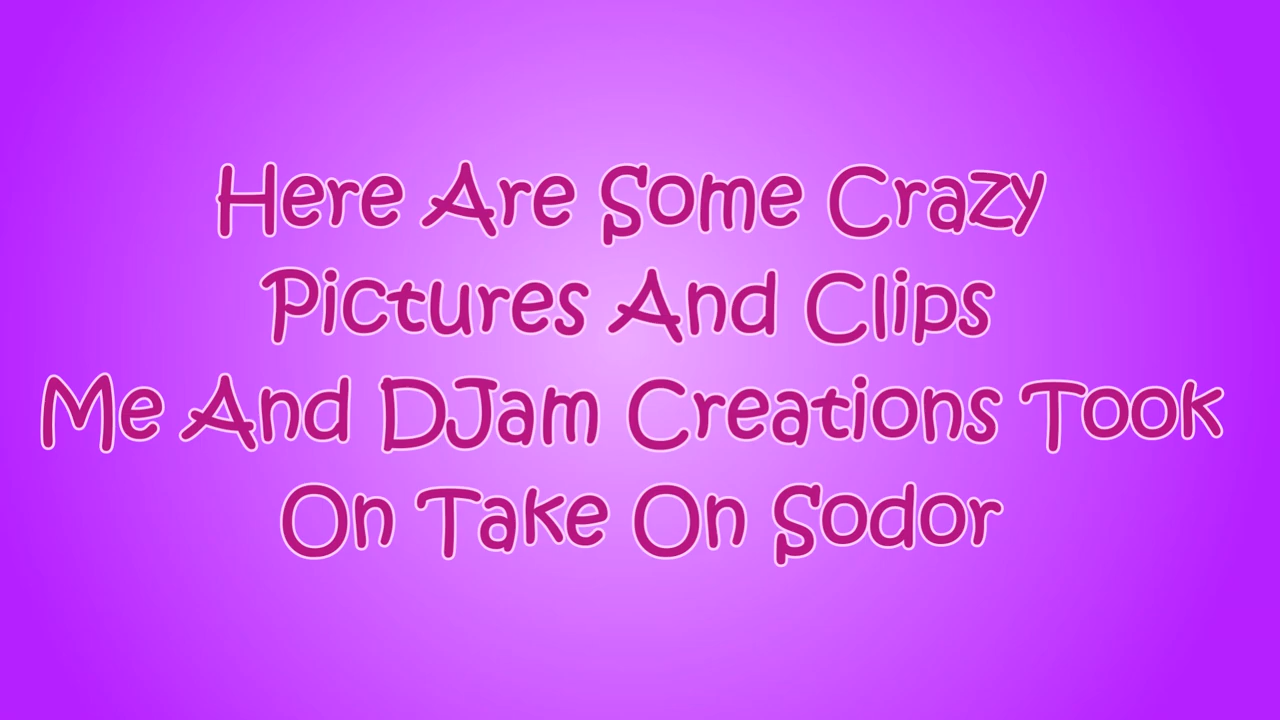 Here Are Some Crazy
Pictures And Clips
Me And DJam Creations Took
On Take On Sodor